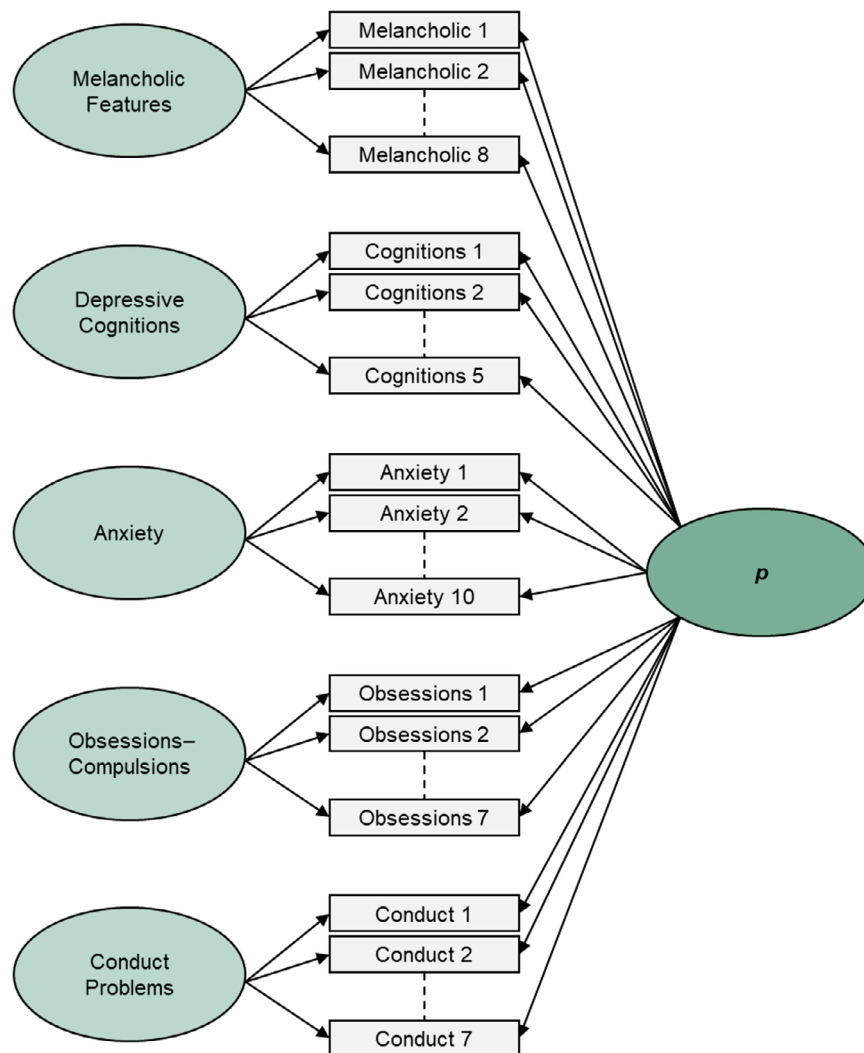 Melancholic
Features
Melancholic 1
Melancholic 2
Melancholic 8
Depressive
Cognitions
Cognitions 1
Cognitions 2
Cognitions 5
Anxiety
Anxiety 1
Anxiety 2
Anxiety 10
p
Obsessions–
Compulsions
Obsessions 1
Obsessions 2
Obsessions 7
Conduct
Problems
Conduct 1
Conduct 2
Conduct 7